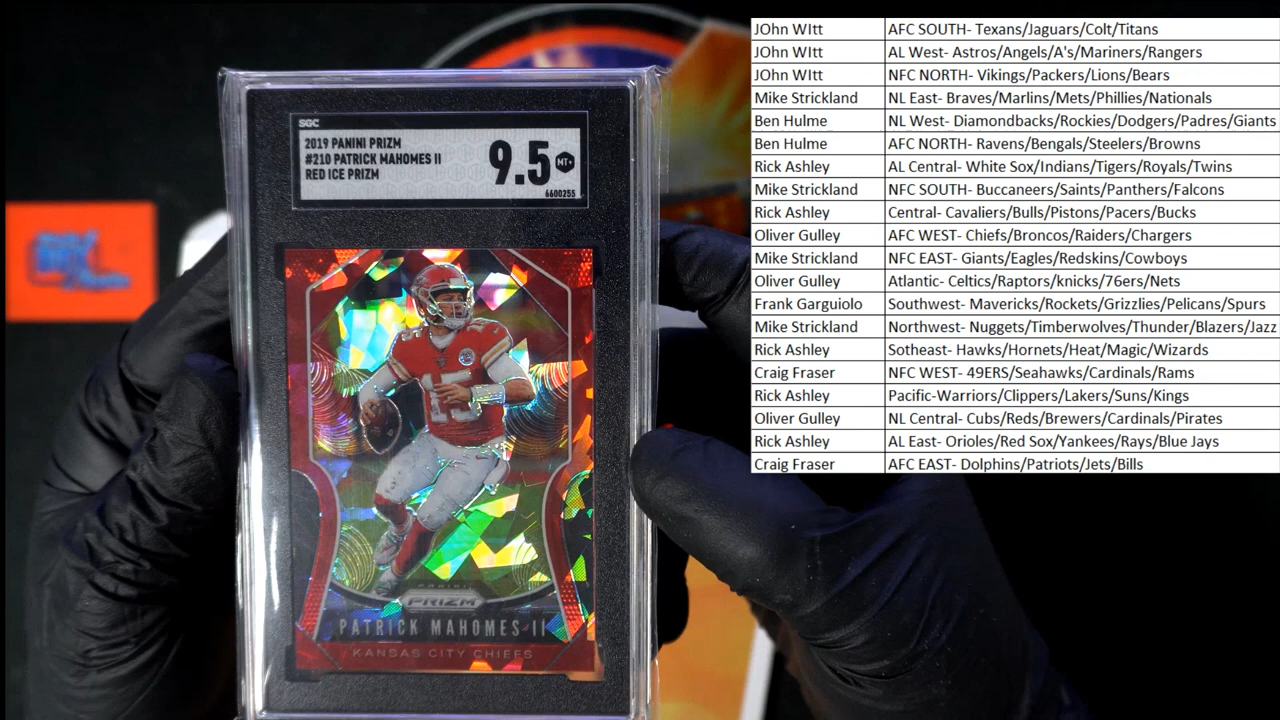 SGC
2019 PANINI PRIZM
#210 PATRICK MAHOMES II
RED ICE PRIZM
9.5
MT+
6600255
15
PANINI
PRIZM
PATRICK MAHOMES II
KANSAS CITY CHIEFS
JOhn WItt AFC SOUTH- Texans/Jaguars/Colt/Titans
JOhn WItt AL West- Astros/Angels/A's/Mariners/Rangers
JOhn WItt NFC NORTH- Vikings/Packers/Lions/Bears
Mike Strickland NL East- Braves/Marlins/Mets/Phillies/Nationals
Ben Hulme NL West- Diamondbacks/Rockies/Dodgers/Padres/Giants
Ben Hulme AFC NORTH- Ravens/Bengals/Steelers/Browns
Rick Ashley AL Central- White Sox/Indians/Tigers/Royals/Twins
Mike Strickland NFC SOUTH- Buccaneers/Saints/Panthers/Falcons
Rick Ashley Central- Cavaliers/Bulls/Pistons/Pacers/Bucks
Oliver Gulley AFC WEST- Chiefs/Broncos/Raiders/Chargers
Mike Strickland NFC EAST- Giants/Eagles/Redskins/Cowboys
Oliver Gulley Atlantic- Celtics/Raptors/knicks/76ers/Nets
Frank Garguiolo Southwest- Mavericks/Rockets/Grizzlies/Pelicans/Spurs
Mike Strickland Northwest- Nuggets/Timberwolves/Thunder/Blazers/Jazz
Rick Ashley Sotheast- Hawks/Hornets/Heat/Magic/Wizards
Craig Fraser NFC WEST- 49ERS/Seahawks/Cardinals/Rams
Rick Ashley Pacific-Warriors/Clippers/Lakers/Suns/Kings
Oliver Gulley NL Central- Cubs/Reds/Brewers/Cardinals/Pirates
Rick Ashley AL East- Orioles/Red Sox/Yankees/Rays/Blue Jays
Craig Fraser AFC EAST- Dolphins/Patriots/Jets/Bills